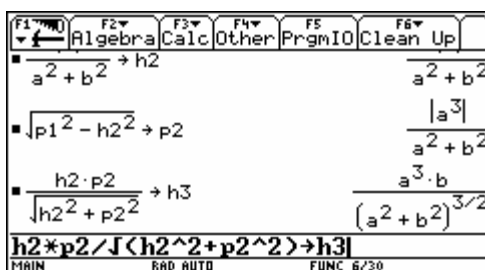 F1 F2 F3 F4 F5 F6
Algebra Calc Other PrgmIO Clean Up
a² + b² → h2 a² + b²
√p1² - h2² → p2 |a³| / a² + b²
h2·p2 / √h2² + p2² → h3 a³·b / (a² + b²)^3/2
h2*p2/√(h2^2+p2^2)→h3
MAIN RAD AUTO FUNC 6/30